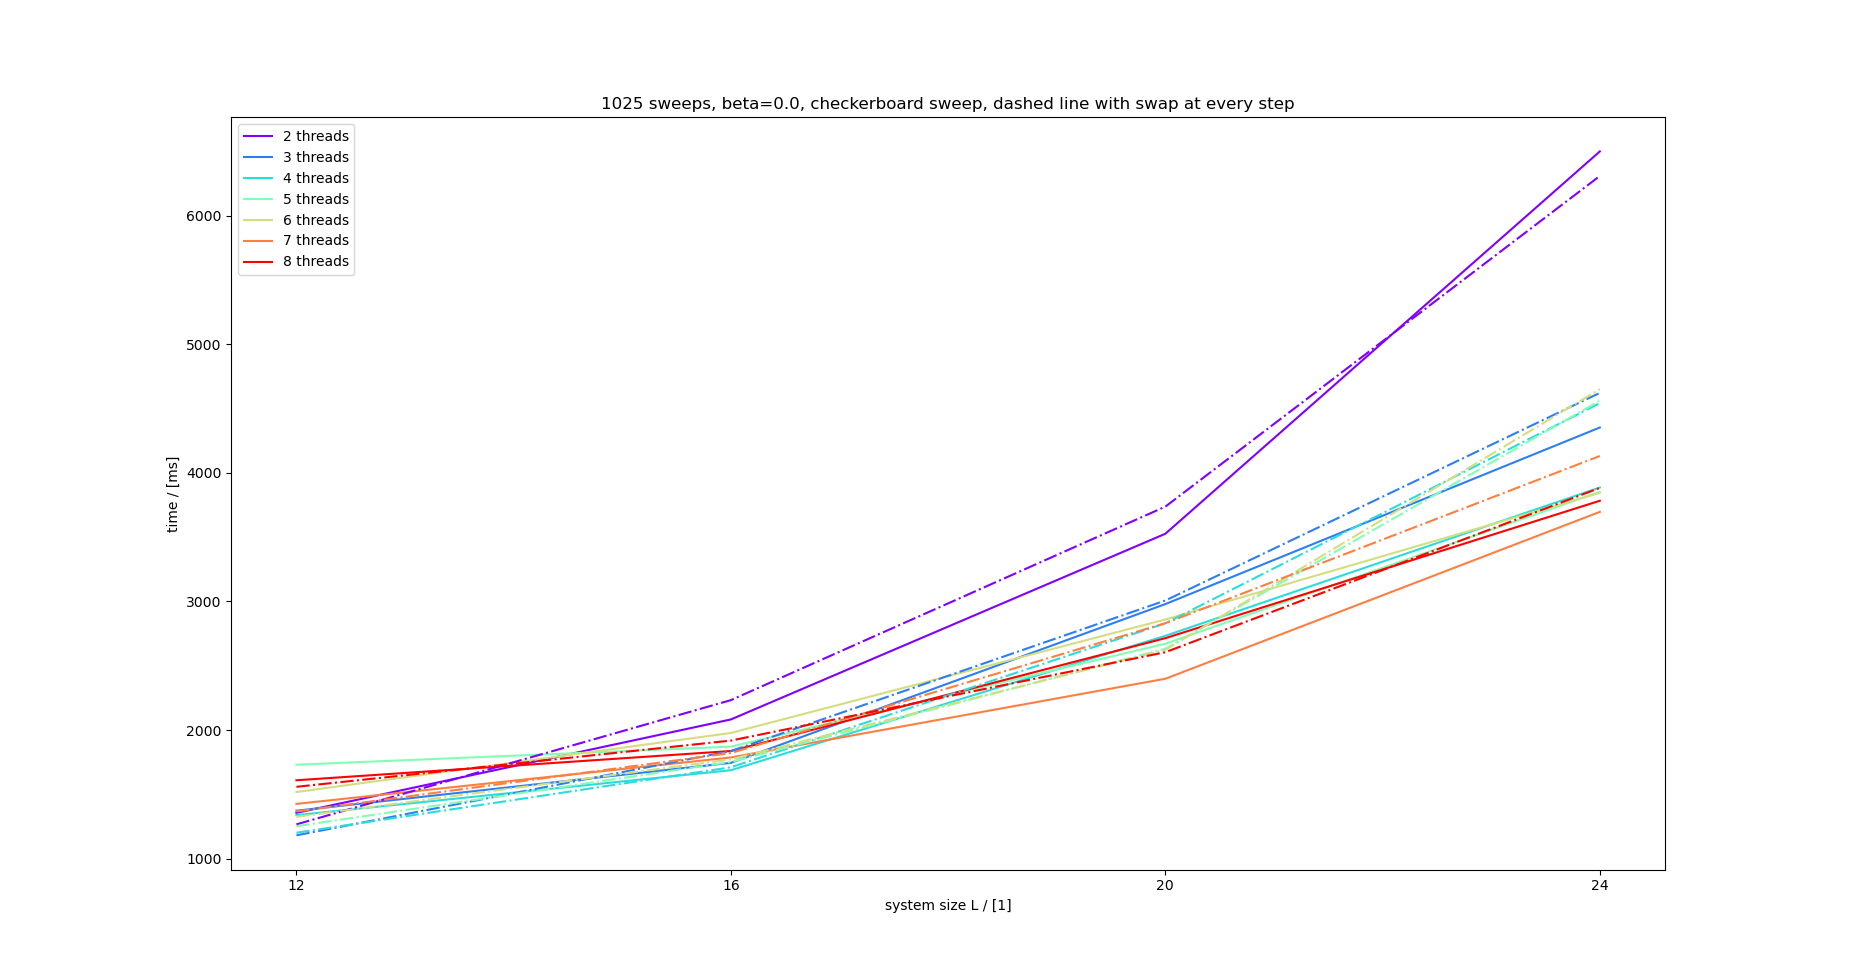 1025 sweeps, beta=0.0, checkerboard sweep, dashed line with swap at every step
2 threads
3 threads
4 threads
5 threads
6 threads
7 threads
8 threads
6000
5000
4000
3000
2000
1000
time / [ms]
12 16 20 24
system size L / [1]